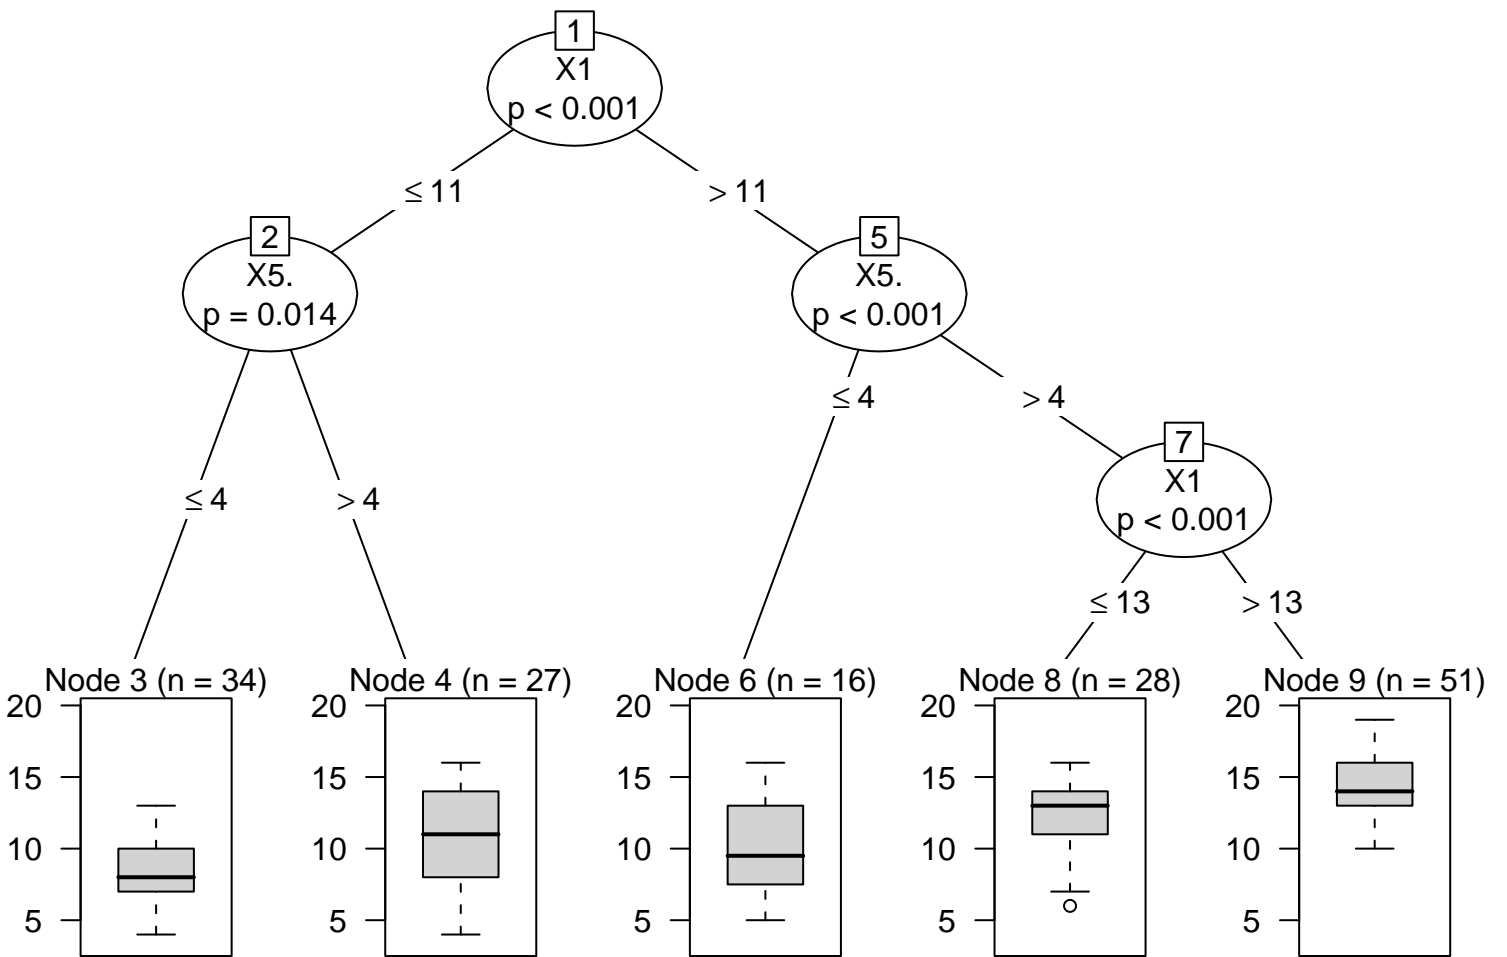 1
X1
p < 0.001
≤ 11
> 11
2
X5.
p = 0.014
5
X5.
p < 0.001
≤ 4
> 4
≤ 4
> 4
7
X1
p < 0.001
≤ 13
> 13
Node 3 (n = 34)
20
15
10
5
Node 4 (n = 27)
20
15
10
5
Node 6 (n = 16)
20
15
10
5
Node 8 (n = 28)
20
15
10
5
Node 9 (n = 51)
20
15
10
5